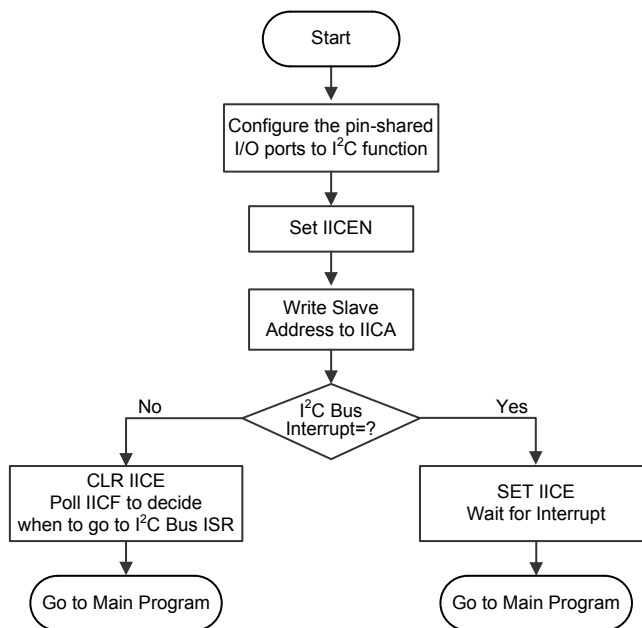 Start
Configure the pin-shared
I/O ports to I²C function
Set IICEN
Write Slave
Address to IICA
I²C Bus
Interrupt=?
No
Yes
CLR IICE
Poll IICF to decide
when to go to I²C Bus ISR
SET IICE
Wait for Interrupt
Go to Main Program
Go to Main Program